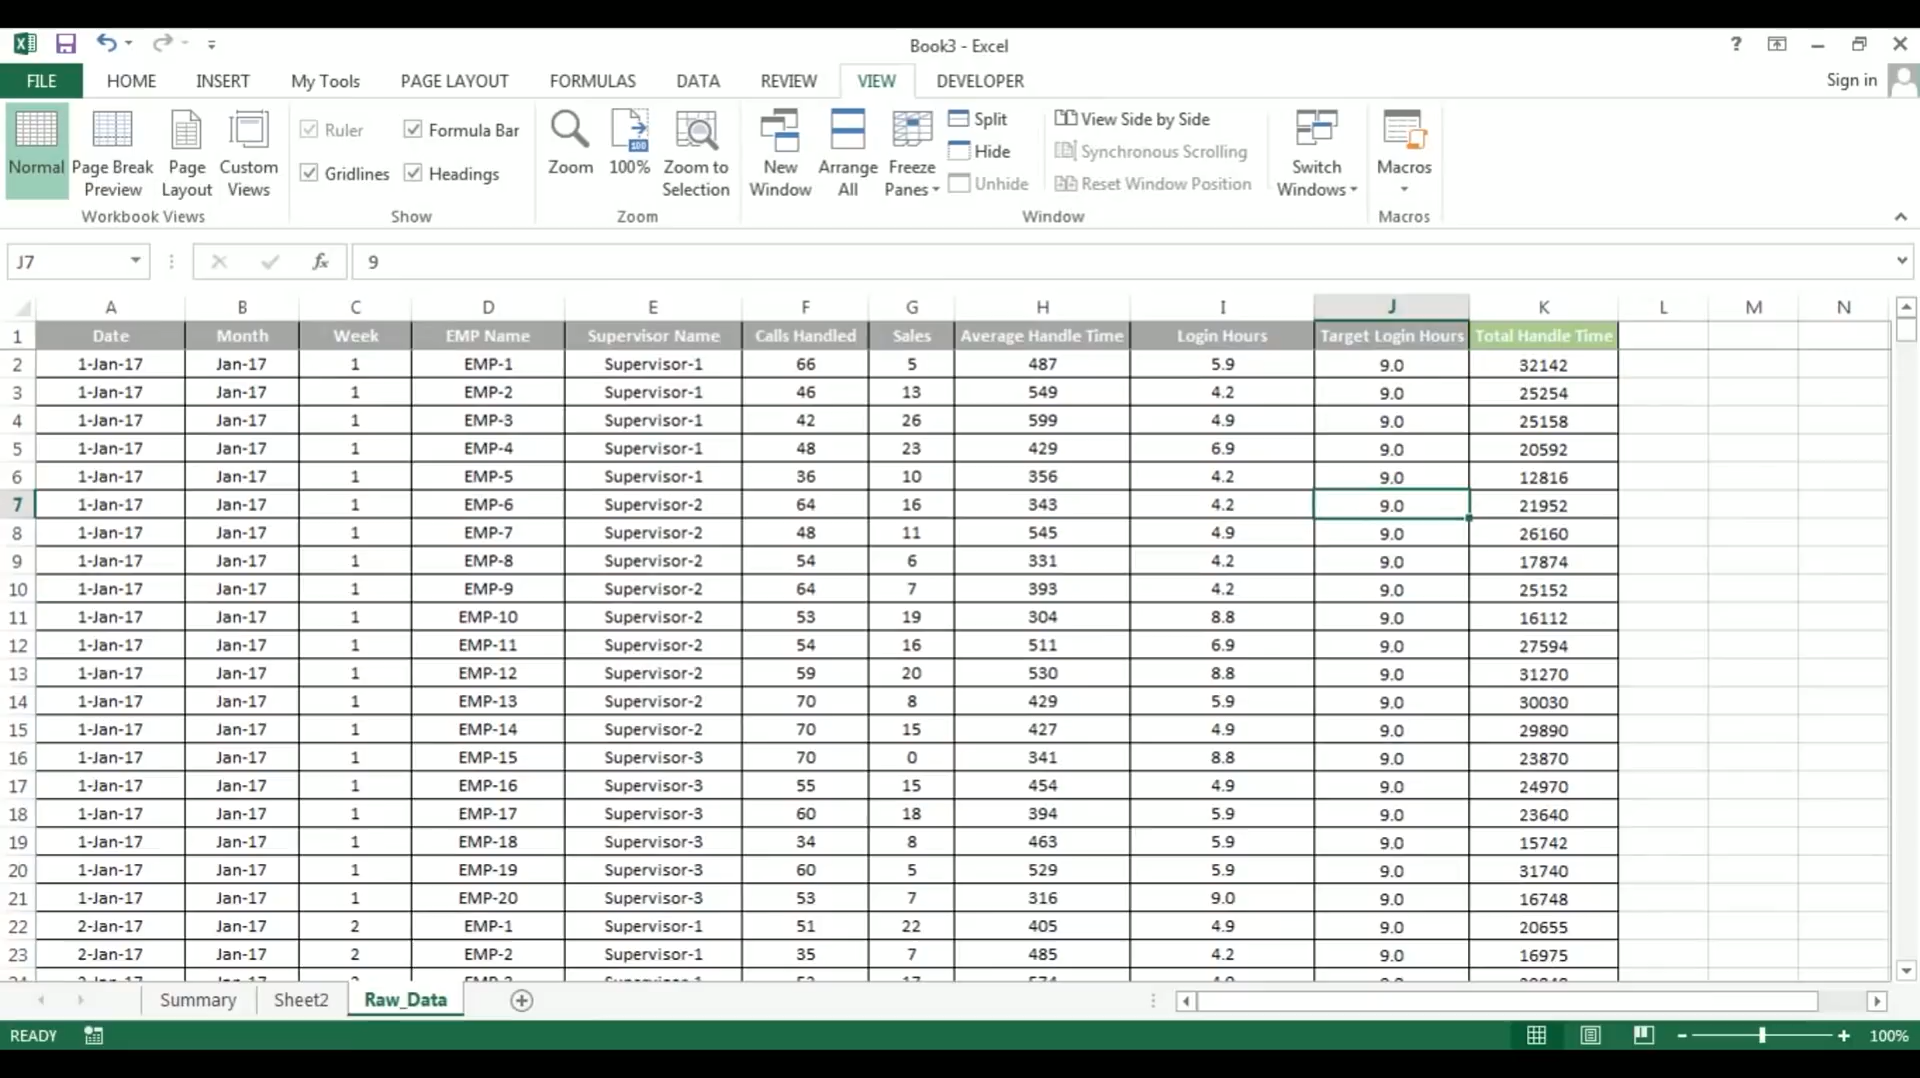 Book3 - Excel
?
FILE HOME INSERT My Tools PAGE LAYOUT FORMULAS DATA REVIEW VIEW DEVELOPER Sign in
Normal Page Break Preview Page Layout Custom Views
Workbook Views
Ruler Formula Bar
Gridlines Headings
Show
Zoom 100% Zoom to Selection
100
Zoom
New Window Arrange All Freeze Panes
Split
Hide
Unhide
View Side by Side
Synchronous Scrolling
Reset Window Position
Switch Windows
Window
Macros
Macros
J7 fx 9
A B C D E F G H I J K L M N
1 Date Month Week EMP Name Supervisor Name Calls Handled Sales Average Handle Time Login Hours Target Login Hours Total Handle Time
2 1-Jan-17 Jan-17 1 EMP-1 Supervisor-1 66 5 487 5.9 9.0 32142
3 1-Jan-17 Jan-17 1 EMP-2 Supervisor-1 46 13 549 4.2 9.0 25254
4 1-Jan-17 Jan-17 1 EMP-3 Supervisor-1 42 26 599 4.9 9.0 25158
5 1-Jan-17 Jan-17 1 EMP-4 Supervisor-1 48 23 429 6.9 9.0 20592
6 1-Jan-17 Jan-17 1 EMP-5 Supervisor-1 36 10 356 4.2 9.0 12816
7 1-Jan-17 Jan-17 1 EMP-6 Supervisor-2 64 16 343 4.2 9.0 21952
8 1-Jan-17 Jan-17 1 EMP-7 Supervisor-2 48 11 545 4.9 9.0 26160
9 1-Jan-17 Jan-17 1 EMP-8 Supervisor-2 54 6 331 4.2 9.0 17874
10 1-Jan-17 Jan-17 1 EMP-9 Supervisor-2 64 7 393 4.2 9.0 25152
11 1-Jan-17 Jan-17 1 EMP-10 Supervisor-2 53 19 304 8.8 9.0 16112
12 1-Jan-17 Jan-17 1 EMP-11 Supervisor-2 54 16 511 6.9 9.0 27594
13 1-Jan-17 Jan-17 1 EMP-12 Supervisor-2 59 20 530 8.8 9.0 31270
14 1-Jan-17 Jan-17 1 EMP-13 Supervisor-2 70 8 429 5.9 9.0 30030
15 1-Jan-17 Jan-17 1 EMP-14 Supervisor-2 70 15 427 4.9 9.0 29890
16 1-Jan-17 Jan-17 1 EMP-15 Supervisor-3 70 0 341 8.8 9.0 23870
17 1-Jan-17 Jan-17 1 EMP-16 Supervisor-3 55 15 454 4.9 9.0 24970
18 1-Jan-17 Jan-17 1 EMP-17 Supervisor-3 60 18 394 5.9 9.0 23640
19 1-Jan-17 Jan-17 1 EMP-18 Supervisor-3 34 8 463 5.9 9.0 15742
20 1-Jan-17 Jan-17 1 EMP-19 Supervisor-3 60 5 529 5.9 9.0 31740
21 1-Jan-17 Jan-17 1 EMP-20 Supervisor-3 53 7 316 9.0 9.0 16748
22 2-Jan-17 Jan-17 2 EMP-1 Supervisor-1 51 22 405 4.9 9.0 20655
23 2-Jan-17 Jan-17 2 EMP-2 Supervisor-1 35 7 485 4.2 9.0 16975
Summary Sheet2 Raw_Data
READY 100%